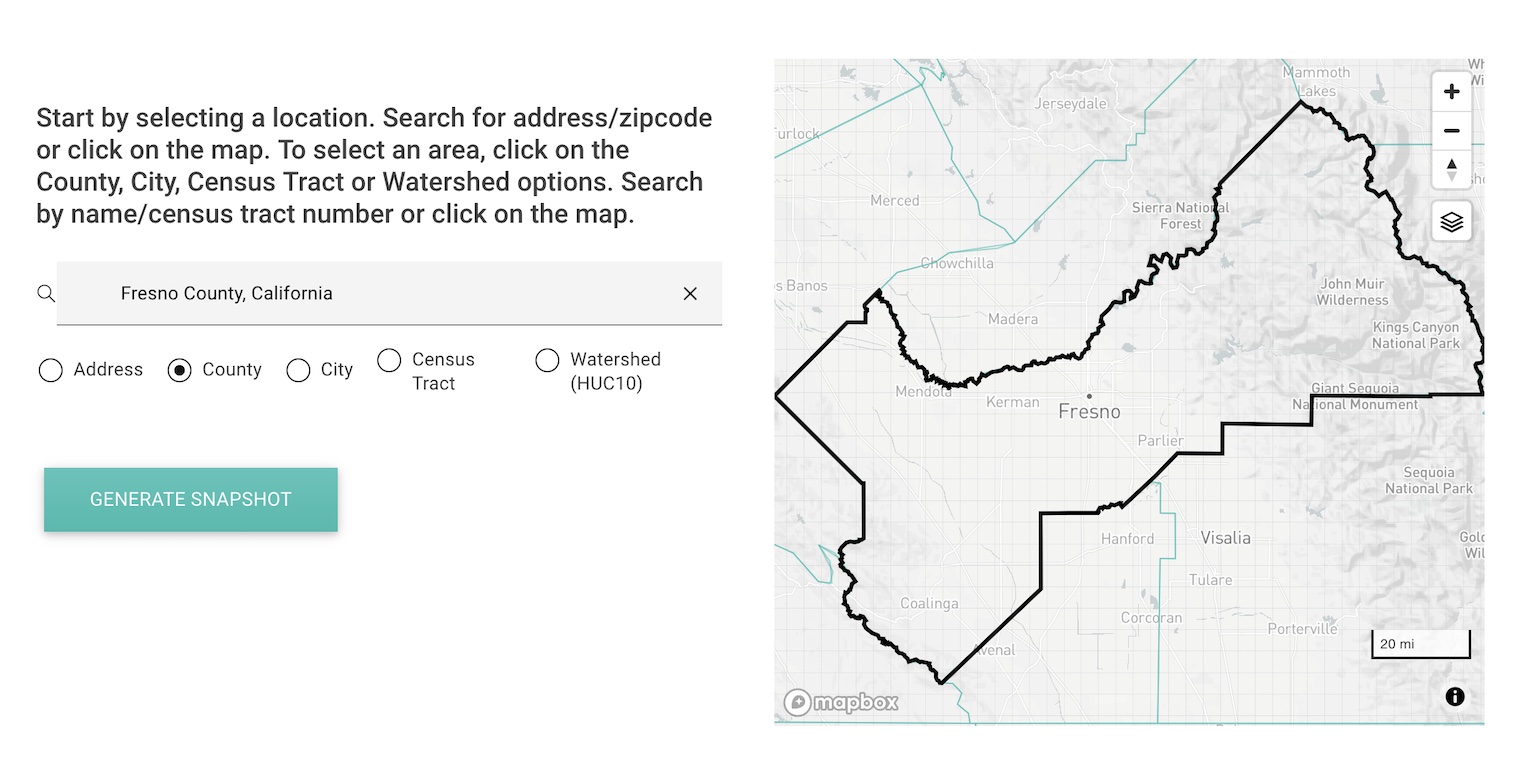 Start by selecting a location. Search for address/zipcode
or click on the map. To select an area, click on the
County, City, Census Tract or Watershed options. Search
by name/census tract number or click on the map.
Fresno County, California
Address
County
City
Census
Tract
Watershed
(HUC10)
GENERATE SNAPSHOT
Mammoth
Lakes
Jerseydale
Merced
Sierra National
Forest
Chowchilla
Madera
John Muir
Wilderness
Kings Canyon
National Park
Mendota
Kerman
Fresno
Giant Sequoia
National Monument
Parlier
Sequoia
National Park
Hanford
Visalia
Tulare
Coalinga
Corcoran
Porterville
Avenal
20 mi
mapbox